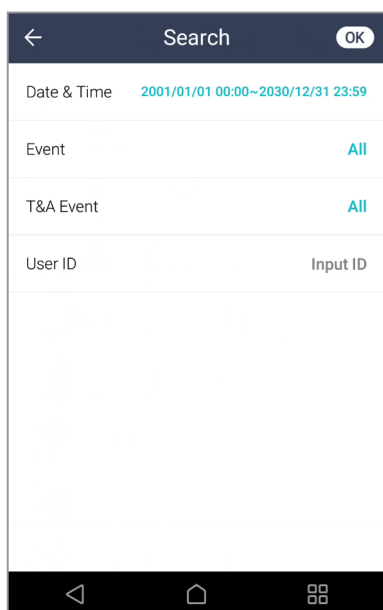 Search OK
Date & Time 2001/01/01 00:00~2030/12/31 23:59
Event All
T&A Event All
User ID Input ID